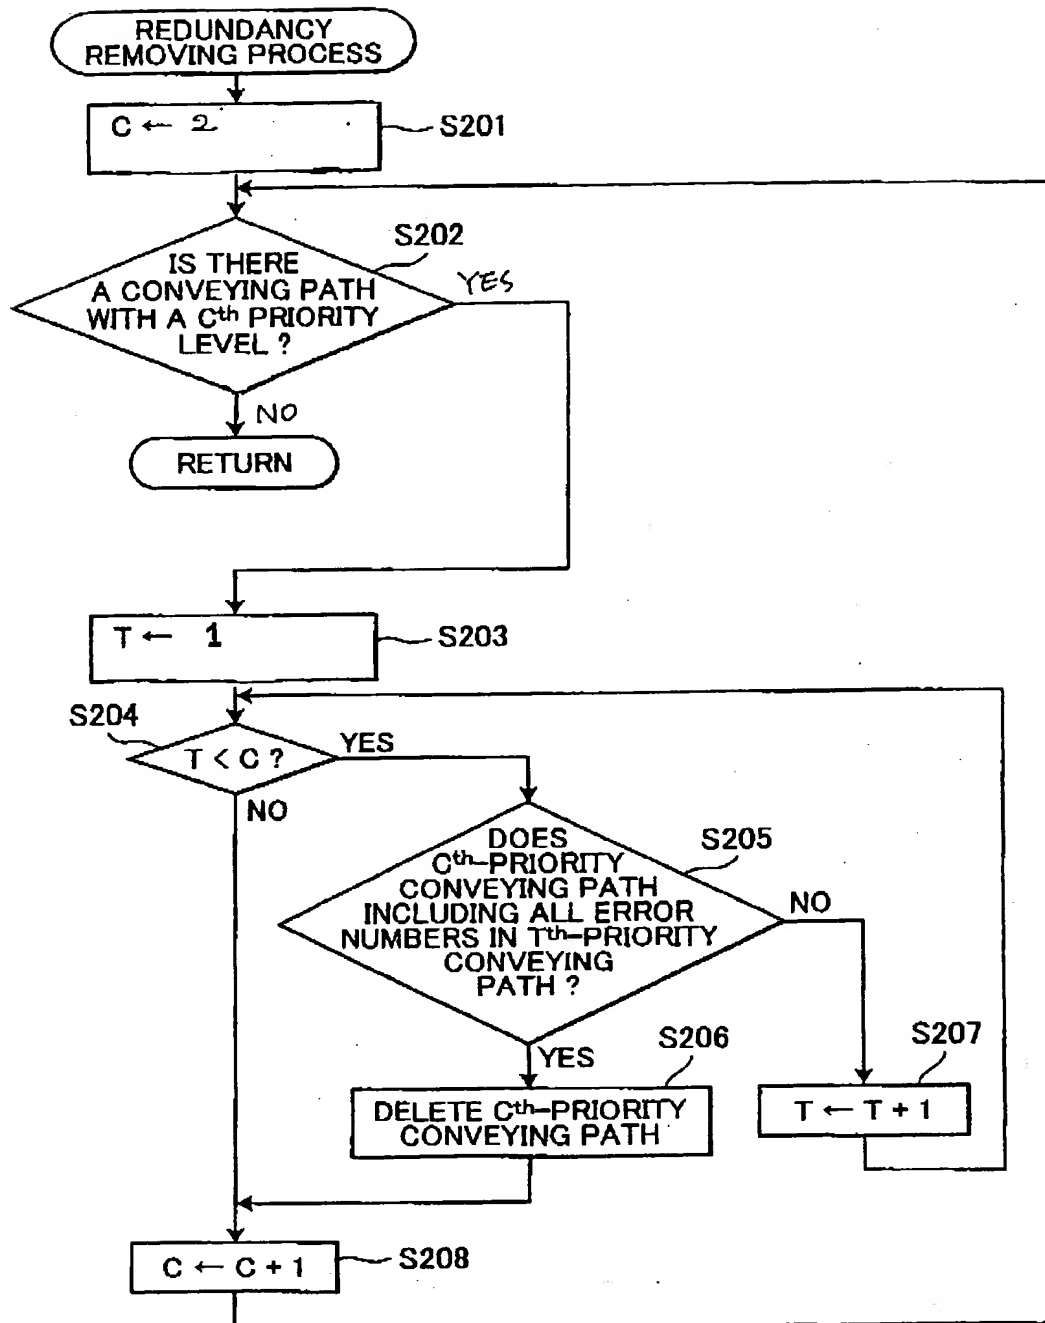 REDUNDANCY
REMOVING PROCESS
C ← 2
S201
S202
IS THERE
A CONVEYING PATH
WITH A Cth PRIORITY
LEVEL ?
YES
NO
RETURN
T ← 1
S203
S204
T < C ?
YES
NO
S205
DOES
Cth-PRIORITY
CONVEYING PATH
INCLUDING ALL ERROR
NUMBERS IN Tth-PRIORITY
CONVEYING
PATH ?
NO
YES
S206
DELETE Cth-PRIORITY
CONVEYING PATH
S207
T ← T + 1
C ← C + 1
S208